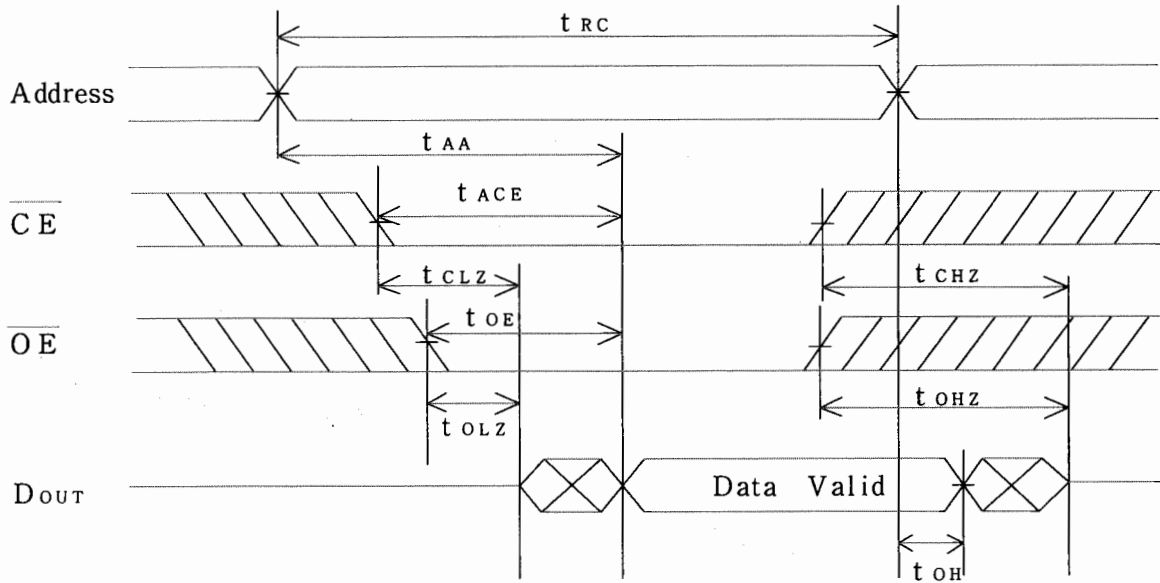 t RC
Address
t AA
CE
t ACE
t CLZ
t CHZ
OE
t OE
t OLZ
t OHZ
DOUT
Data Valid
t OH